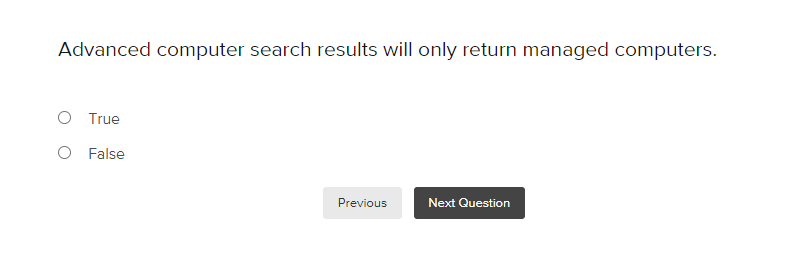 Advanced computer search results will only return managed computers.
True
False
Previous
Next Question